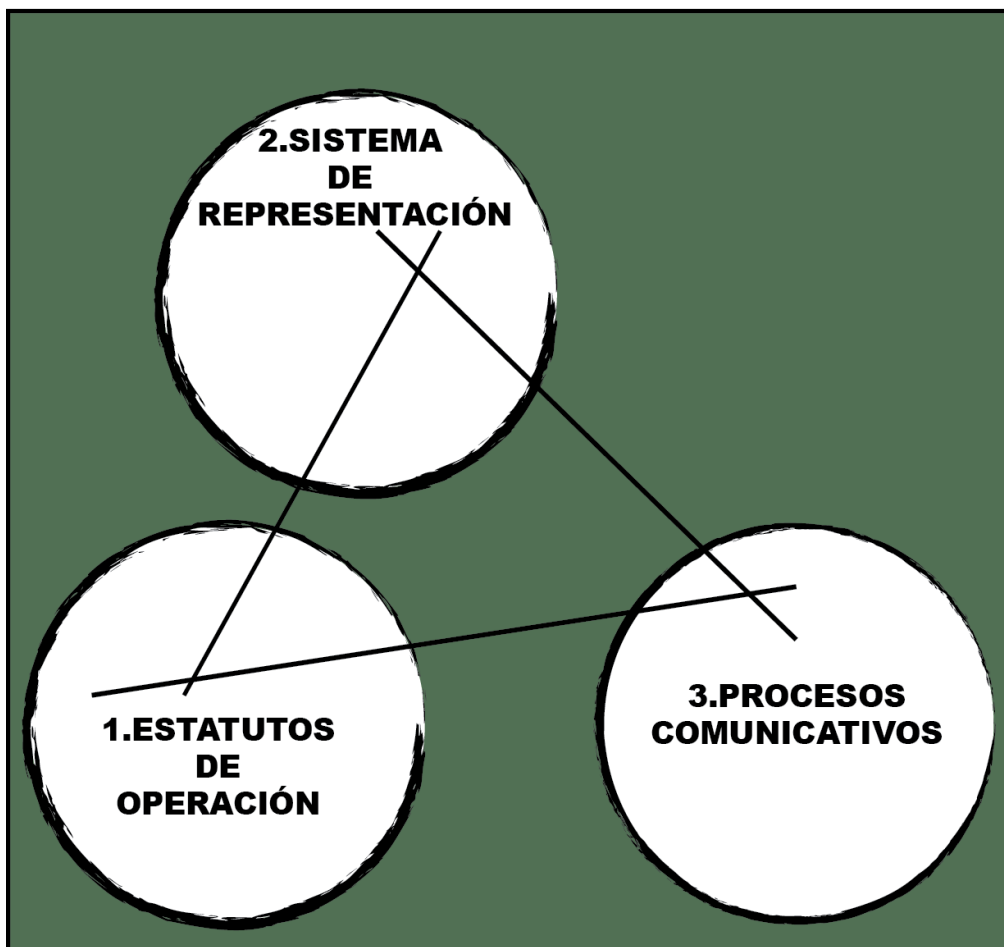 2.SISTEMA
DE
REPRESENTACIÓN
1.ESTATUTOS
DE
OPERACIÓN
3.PROCESOS
COMUNICATIVOS